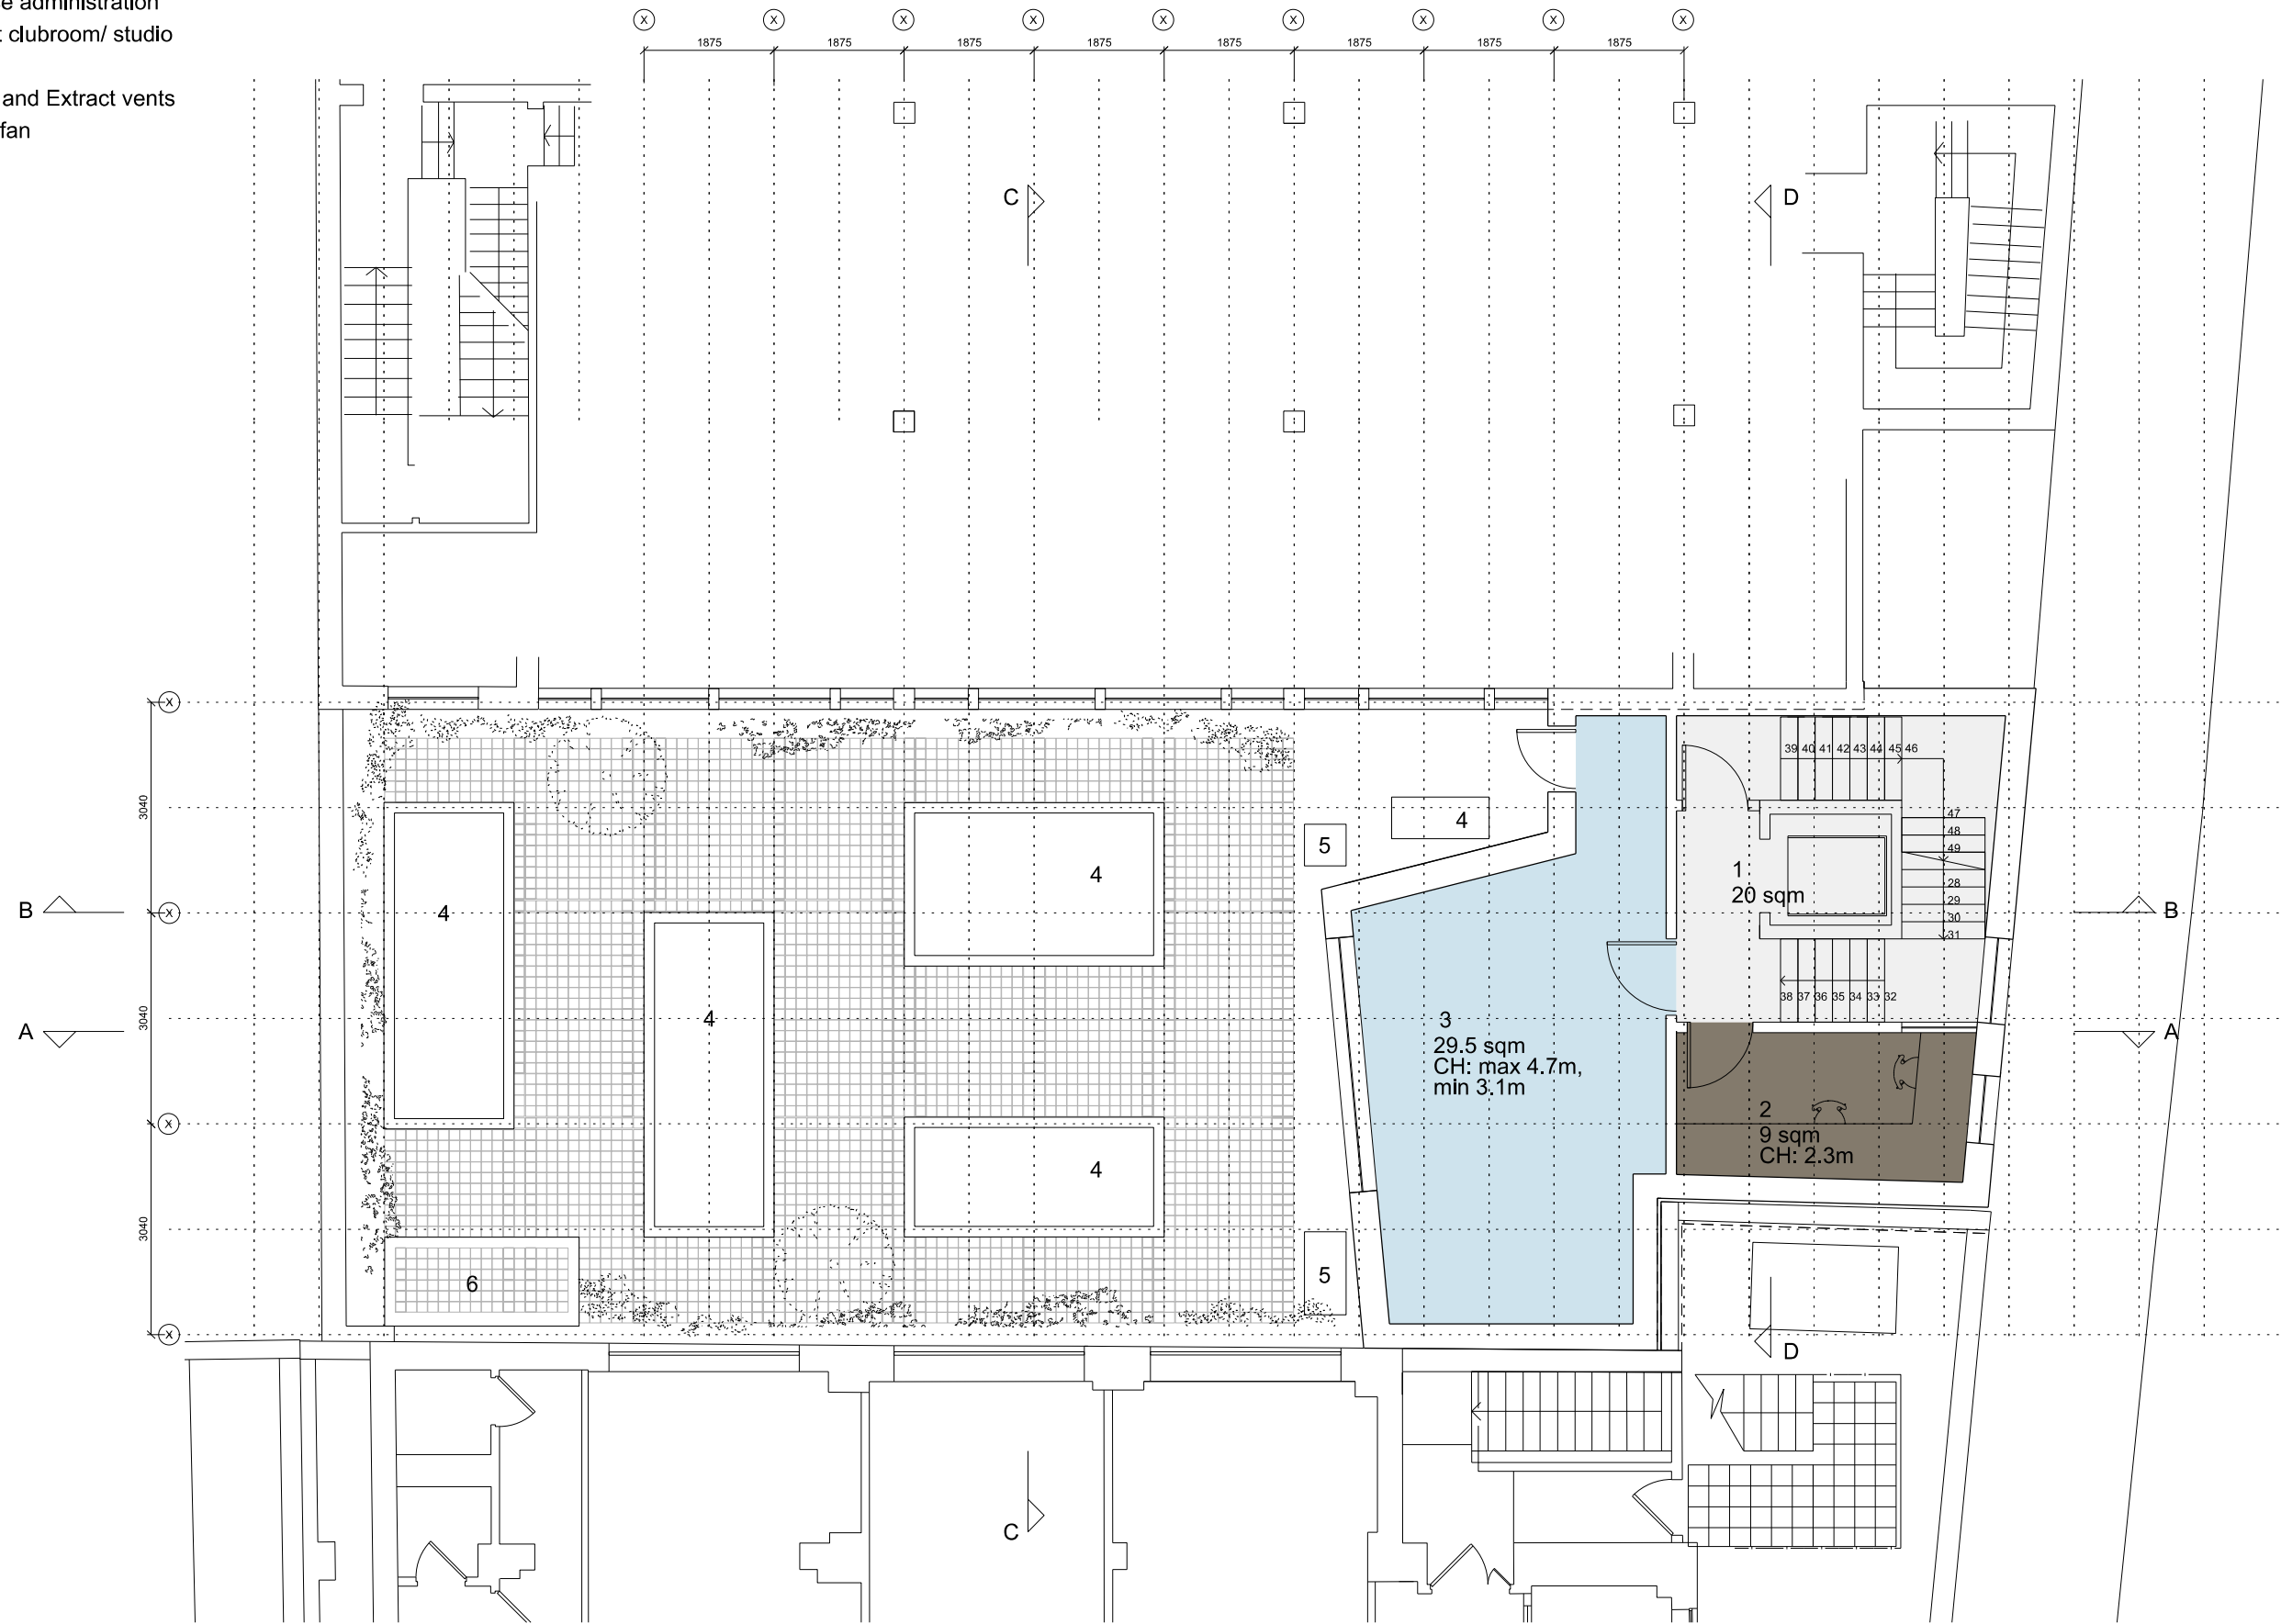 administration
clubroom/ studio
and Extract vents
fan
X X X X X X X X X
1875 1875 1875 1875 1875 1875 1875 1875
C
D
X
39 40 41 42 43 44 45 46
3040
47
4
5
48
49
1
4
4
28
20 sqm
29
B
X
30
B
4
31
38 37 36 35 34 33 32
3040
4
3
A
A
29.5 sqm
CH: max 4.7m,
min 3.1m
2
X
9 sqm
CH: 2.3m
4
3040
6
5
X
D
C